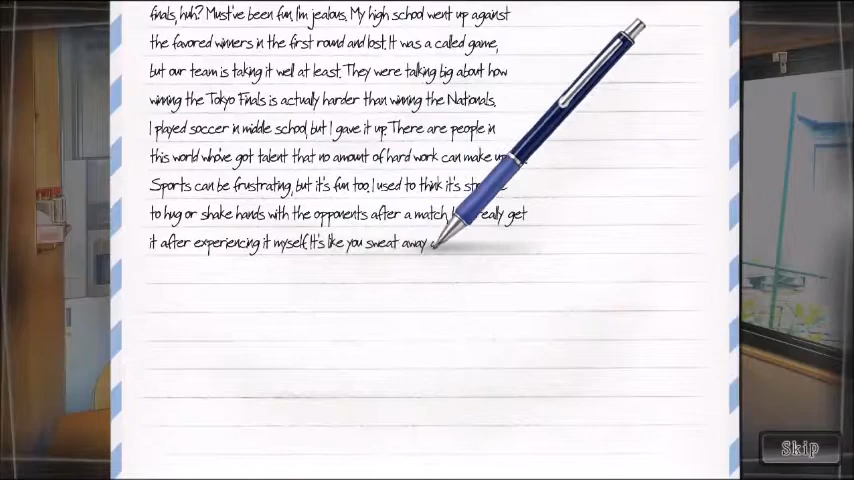 finals, huh? Must've been fun. I'm jealous. My high school went up against
the favored winners in the first round and lost. It was a called game,
but our team is taking it well at least. They were talking big about how
winning the Tokyo Finals is actually harder than winning the Nationals.
I played soccer in middle school, but I gave it up. There are people in
this world who've got talent that no amount of hard work can make up
Sports can be frustrating, but it's fun too. I used to think it's
to hug or shake hands with the opponents after a match, really get
it after experiencing it myself. It's like you sweat away
Skip